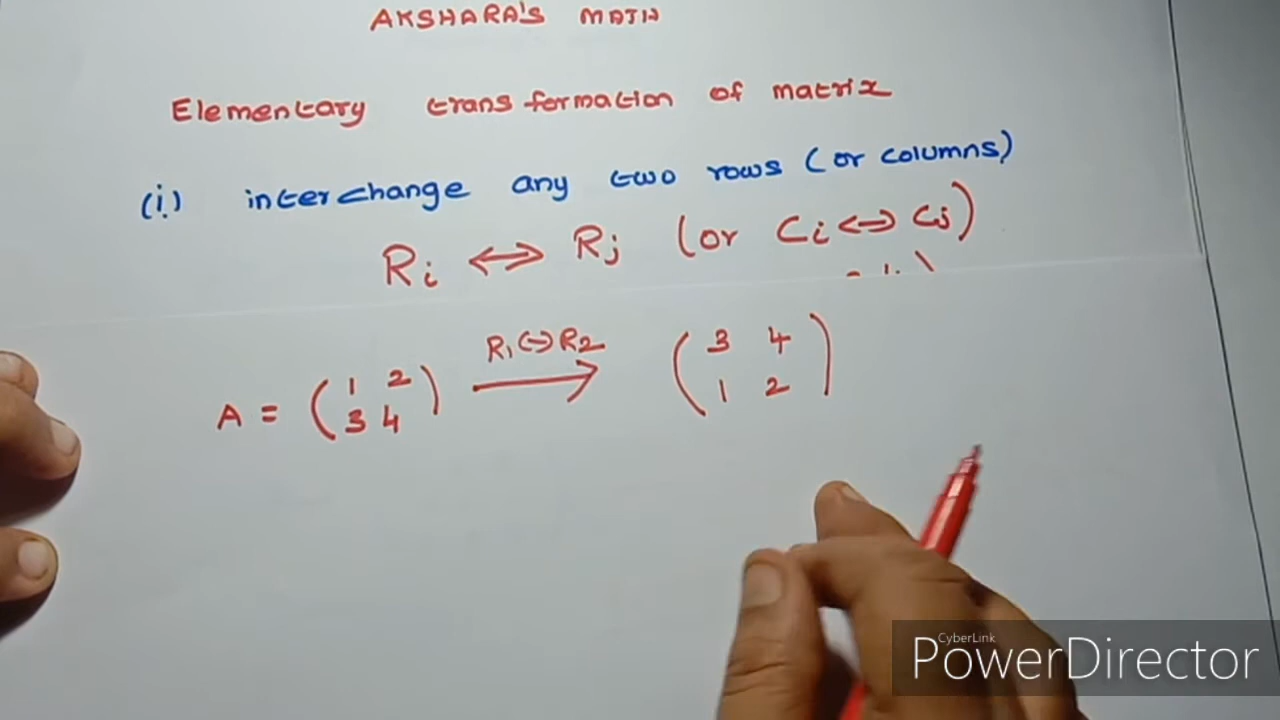 AKSHARA'S MATH
Elementary transformation of matrix
(i) interchange any two rows (or columns)
Ri ⇔ Rj (or Ci ⇔ Cj)
A = (1 2 R1⇔R2 (3 4
3 4) 1 2)
CyberLink
PowerDirector